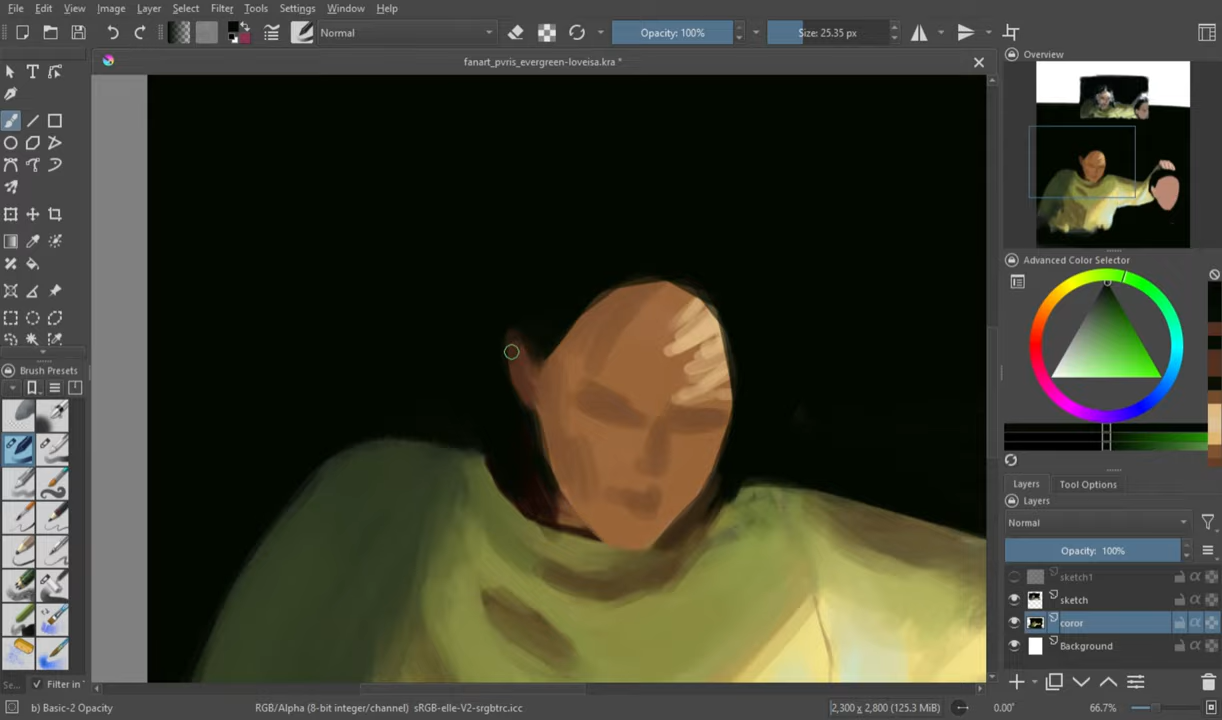 File Edit View Image Layer Select Filter Tools Settings Window Help
Normal
Opacity: 100%
Size: 25.35 px
fanart_pvris_evergreen-loveisa.kra *
Overview
Advanced Color Selector
Brush Presets
Layers Tool Options
Layers
Normal
Opacity: 100%
sketch1
sketch
coror
Background
Se...
Filter in
b) Basic-2 Opacity
RGB/Alpha (8-bit integer/channel) sRGB-elle-V2-srgbtrc.icc
2,300 x 2,800 (125.3 MiB)
0.00°
66.7%